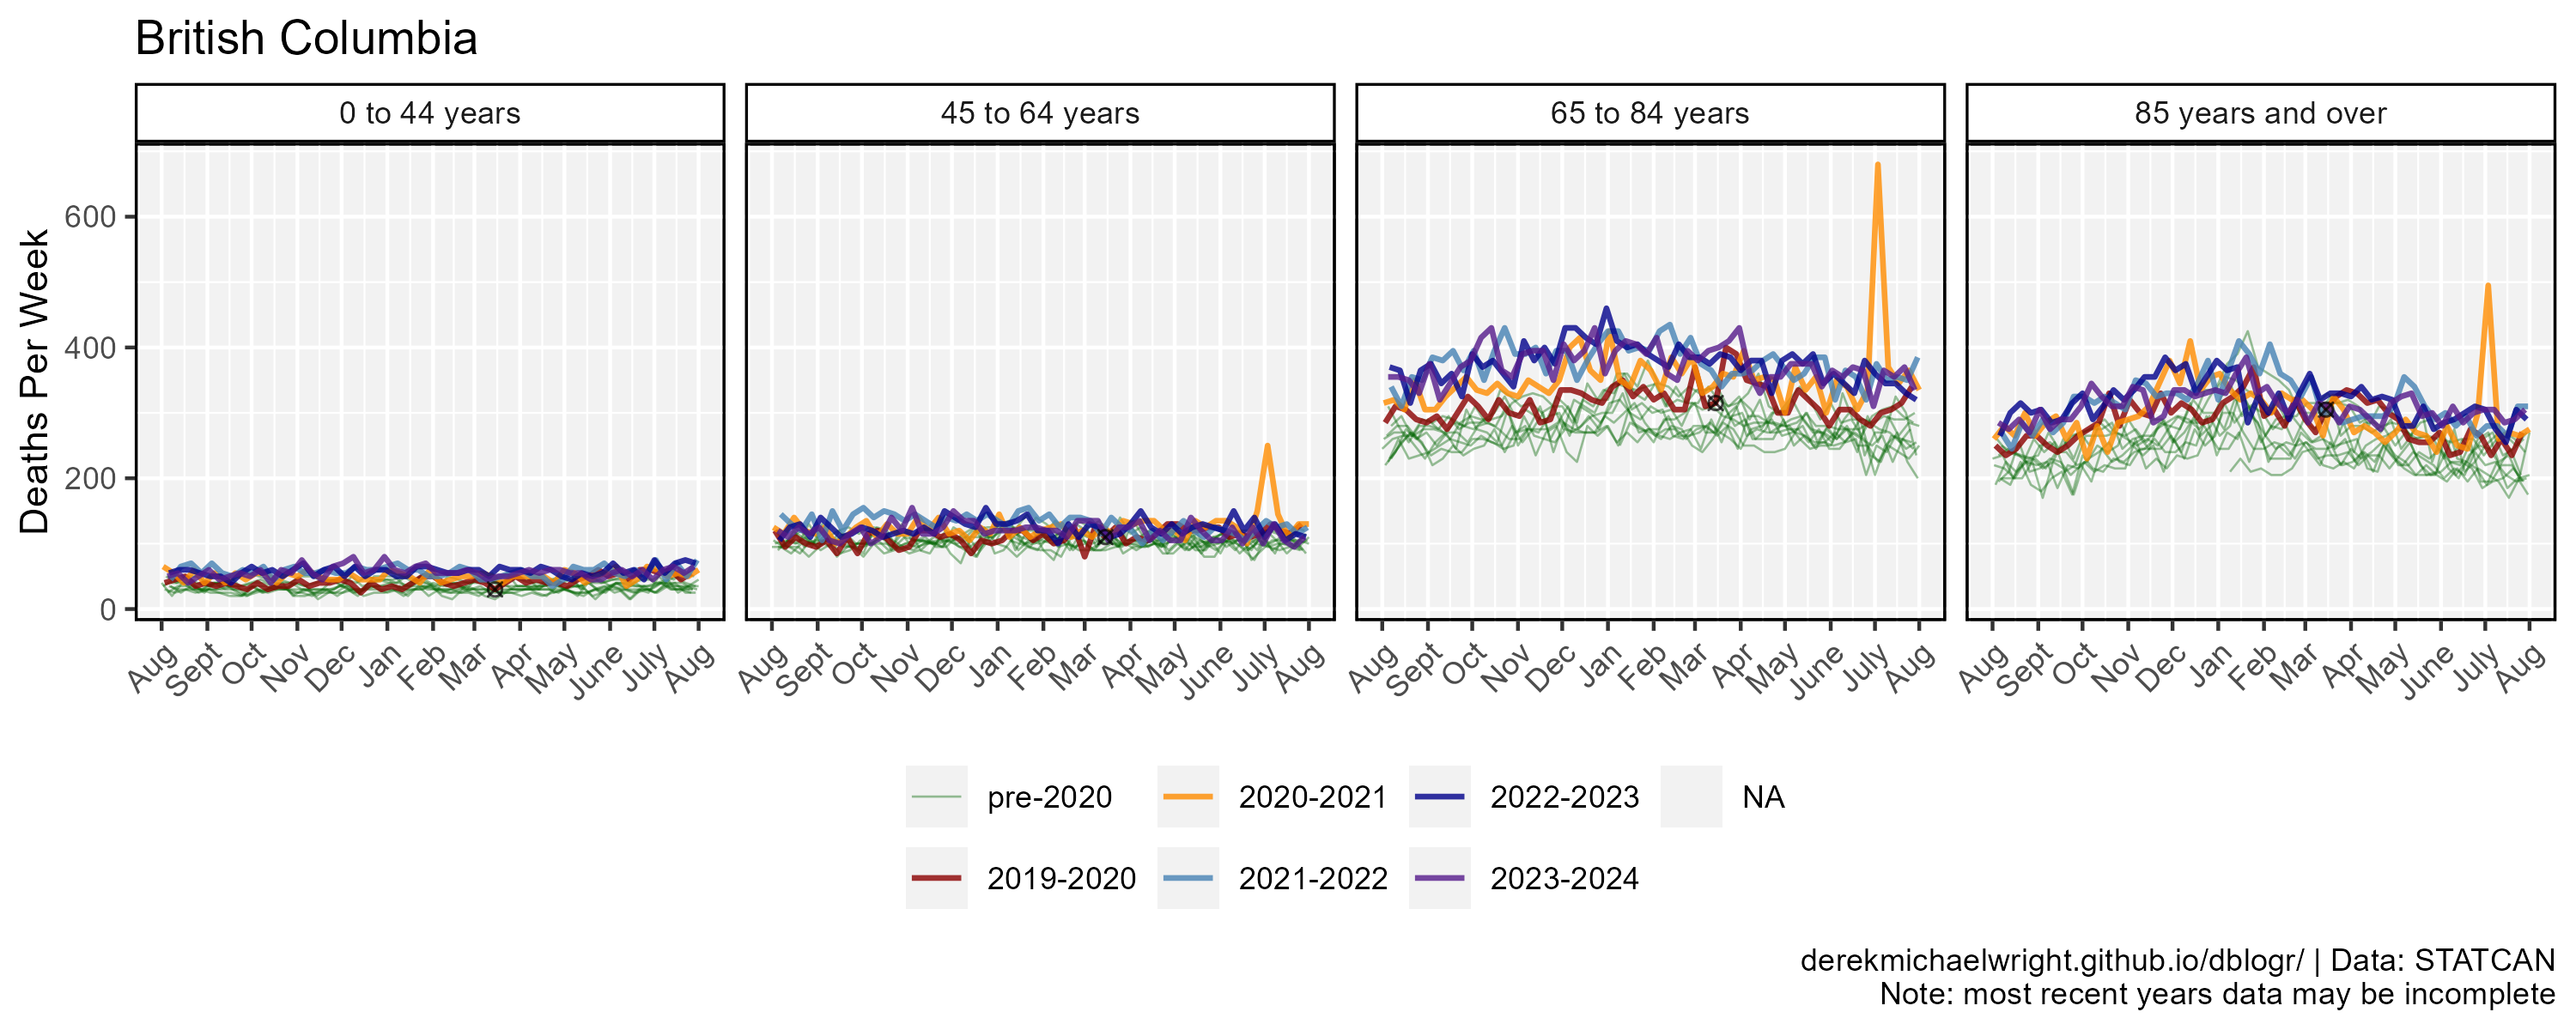 British Columbia
0 to 44 years
45 to 64 years
65 to 84 years
85 years and over
Deaths Per Week
600
400
200
0
Aug Sept Oct Nov Dec Jan Feb Mar Apr May June July Aug
Aug Sept Oct Nov Dec Jan Feb Mar Apr May June July Aug
Aug Sept Oct Nov Dec Jan Feb Mar Apr May June July Aug
Aug Sept Oct Nov Dec Jan Feb Mar Apr May June July Aug
pre-2020 2020-2021 2022-2023 NA
2019-2020 2021-2022 2023-2024
derekmichaelwright.github.io/dblogr/ | Data: STATCAN
Note: most recent years data may be incomplete